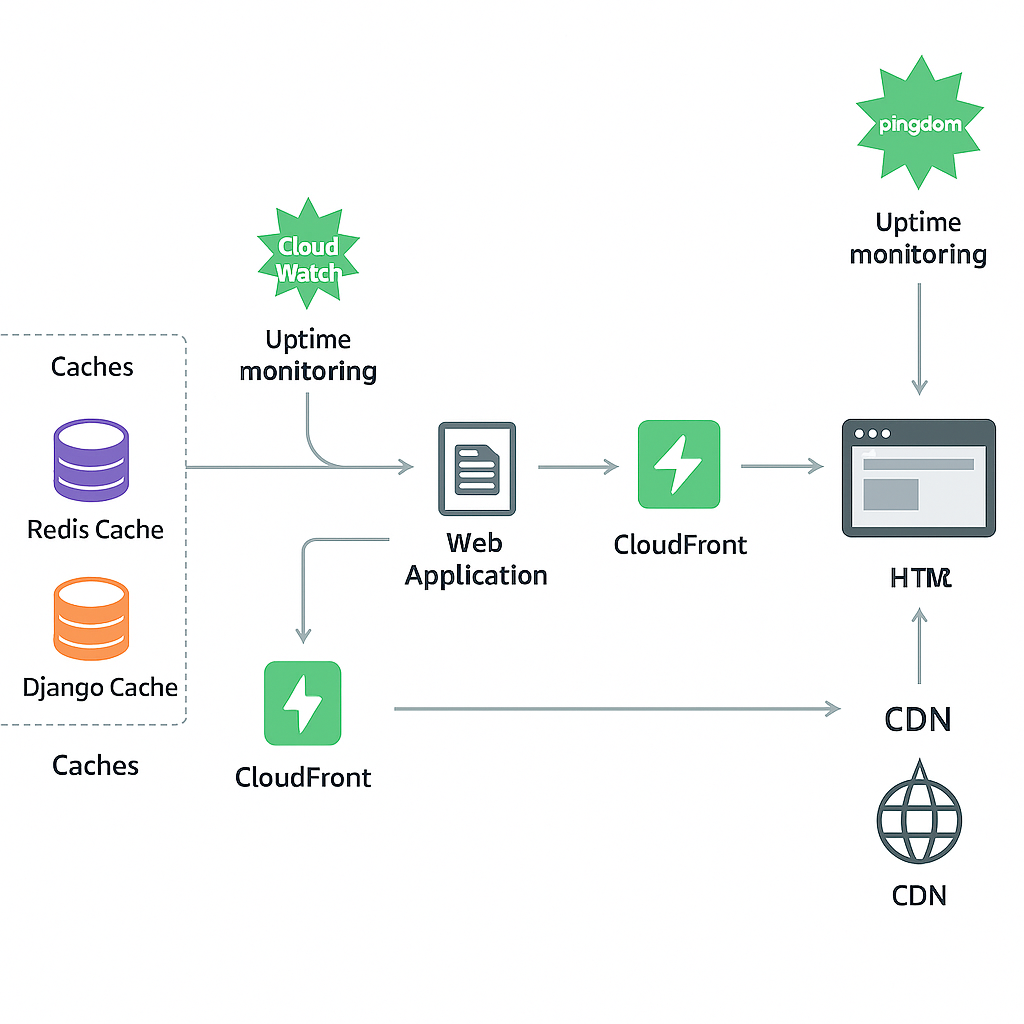 pingdom
Uptime
monitoring
Cloud
Watch
Uptime
monitoring
Caches
Redis Cache
Django Cache
Caches
Web
Application
CloudFront
CloudFront
CDN
CDN